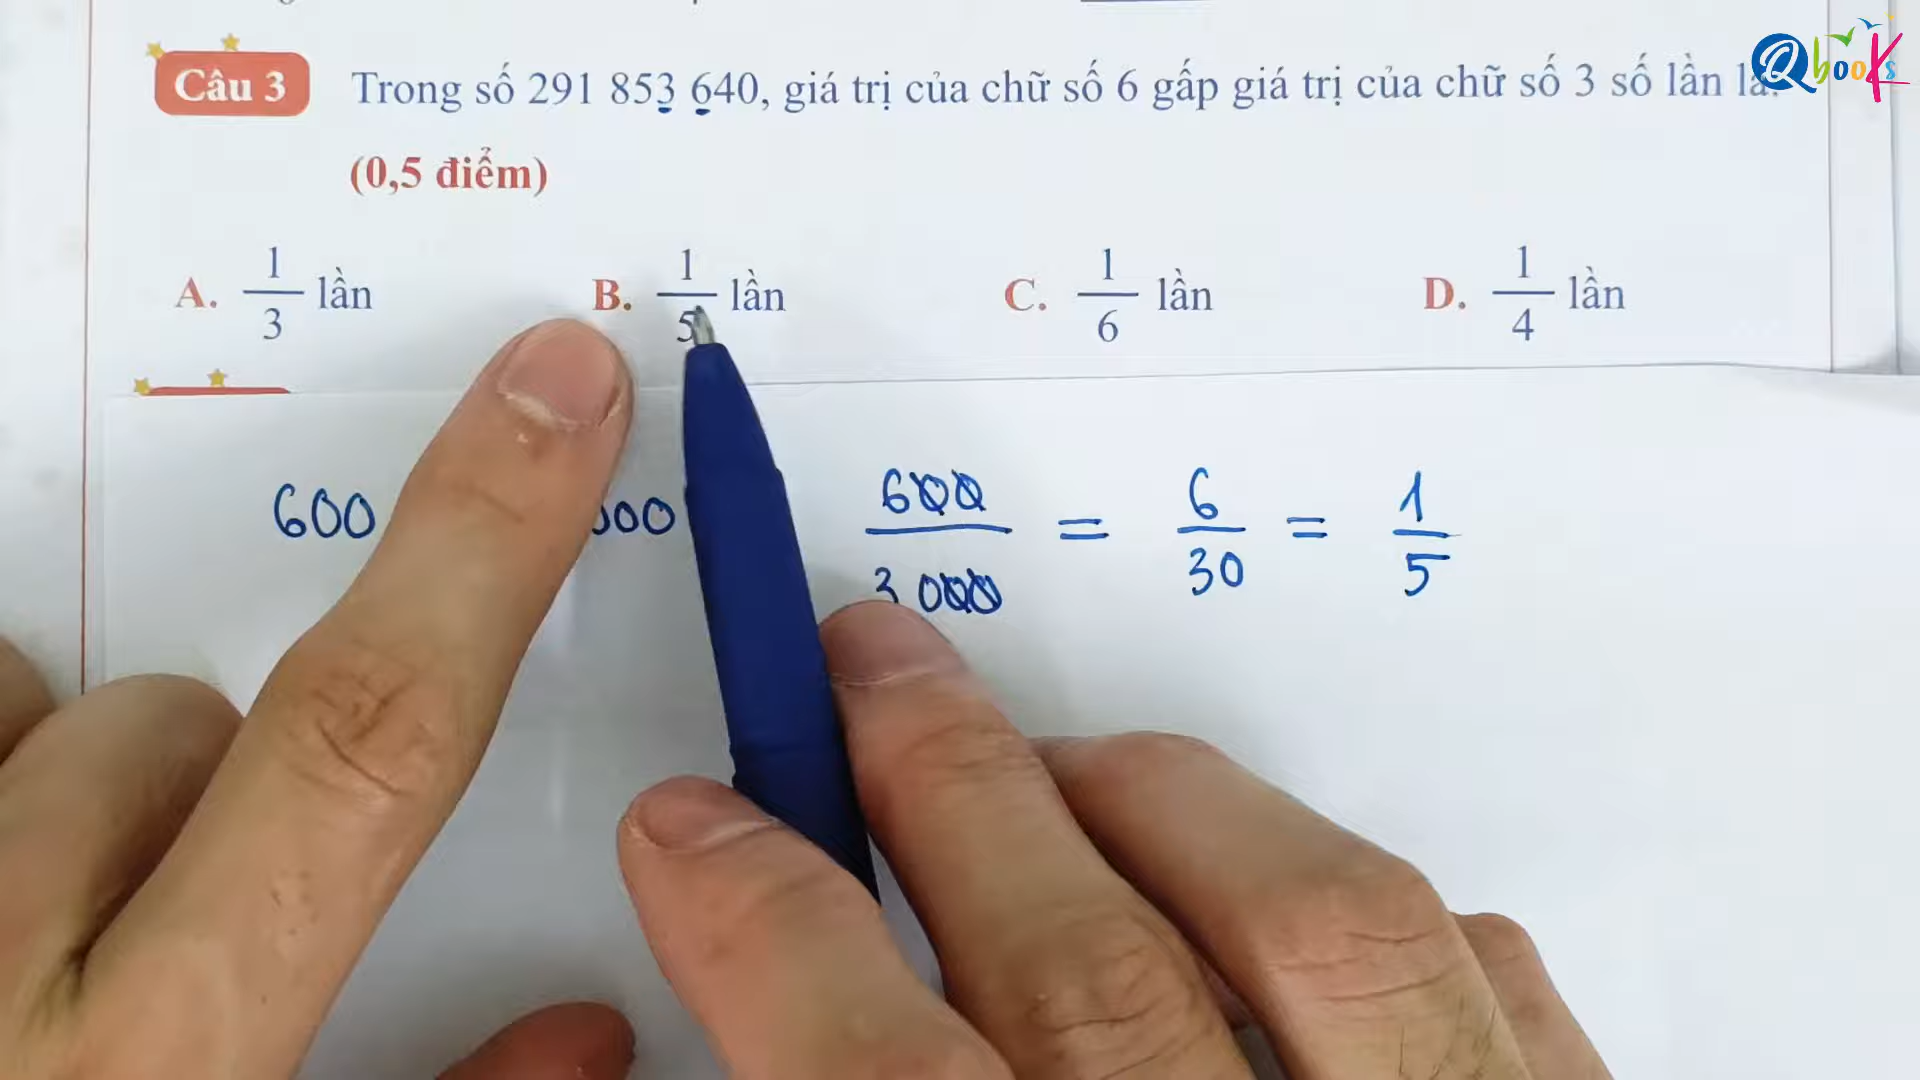 Câu 3 Trong số 291 853 640, giá trị của chữ số 6 gấp giá trị của chữ số 3 số lần là:
(0,5 điểm)
A. 1/3 lần B. 1/5 lần C. 1/6 lần D. 1/4 lần
600 000 600/3000 = 6/30 = 1/5
Qbooks